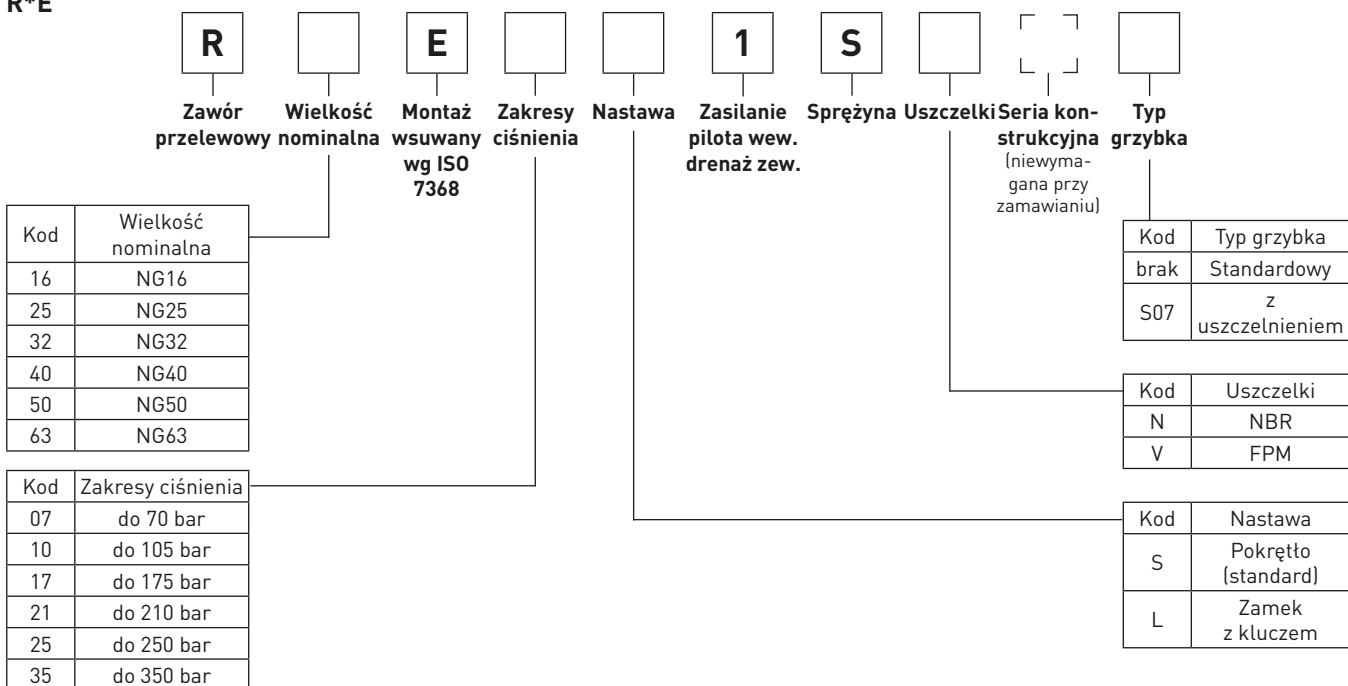 R*E
R E 1 S
Zawór przelewowy
Wielkość nominalna
Montaż wsuwany wg ISO 7368
Zakresy ciśnienia
Nastawa
Zasilanie pilota wew. drenaż zew.
Sprężyna
Uszczelki
Seria kon-
strukcyjna
(niewyma-
gana przy
zamawianiu)
Typ grzybka
Kod Wielkość nominalna
16 NG16
25 NG25
32 NG32
40 NG40
50 NG50
63 NG63
Kod Zakresy ciśnienia
07 do 70 bar
10 do 105 bar
17 do 175 bar
21 do 210 bar
25 do 250 bar
35 do 350 bar
Kod Typ grzybka
brak Standardowy
S07 z uszczelnieniem
Kod Uszczelki
N NBR
V FPM
Kod Nastawa
S Pokrętło (standard)
L Zamek z kluczem